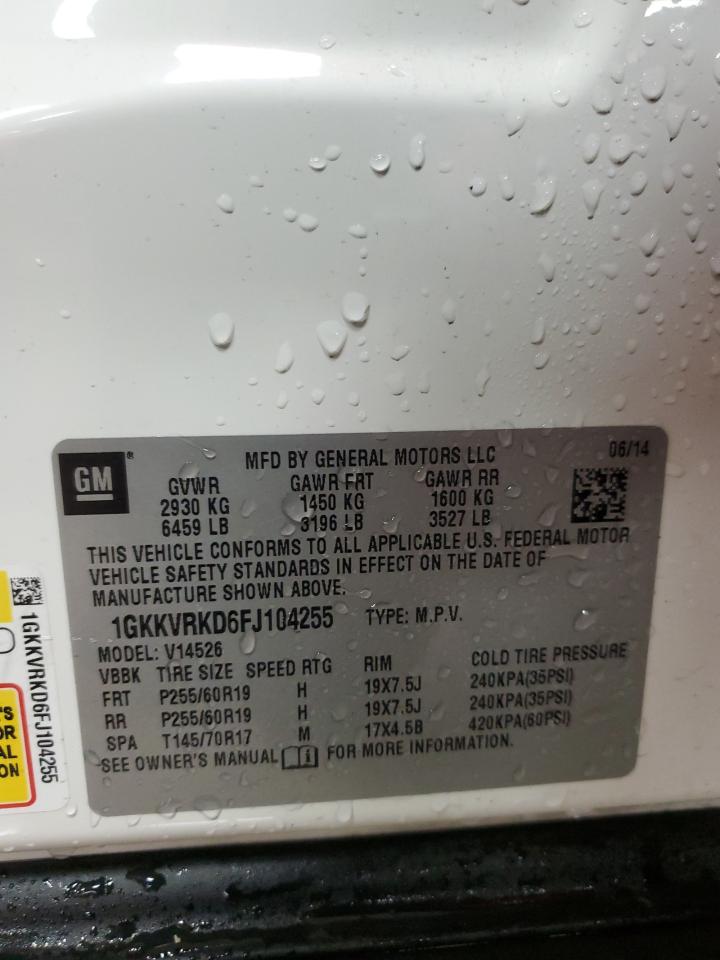 GM®
MFD BY GENERAL MOTORS LLC 06/14
GVWR GAWR FRT GAWR RR
2930 KG 1450 KG 1600 KG
6459 LB 3196 LB 3527 LB
THIS VEHICLE CONFORMS TO ALL APPLICABLE U.S. FEDERAL MOTOR
VEHICLE SAFETY STANDARDS IN EFFECT ON THE DATE OF
MANUFACTURE SHOWN ABOVE.
1GKKVRKD6FJ104255 TYPE: M.P.V.
MODEL: V14526
VBBK TIRE SIZE SPEED RTG RIM COLD TIRE PRESSURE
FRT P255/60R19 H 19X7.5J 240KPA(35PSI)
RR P255/60R19 H 19X7.5J 240KPA(35PSI)
SPA T145/70R17 M 17X4.5B 420KPA(60PSI)
SEE OWNER'S MANUAL i FOR MORE INFORMATION.
1GKKVRKD6FJ104255
'S
OR
AL
ON